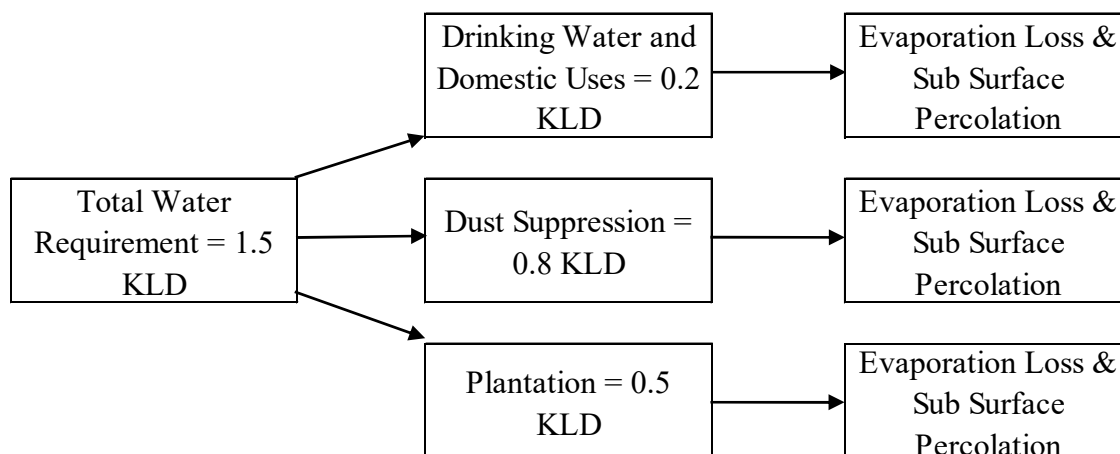 Drinking Water and
Domestic Uses = 0.2
KLD
Evaporation Loss &
Sub Surface
Percolation
Total Water
Requirement = 1.5
KLD
Dust Suppression =
0.8 KLD
Evaporation Loss &
Sub Surface
Percolation
Plantation = 0.5
KLD
Evaporation Loss &
Sub Surface
Percolation